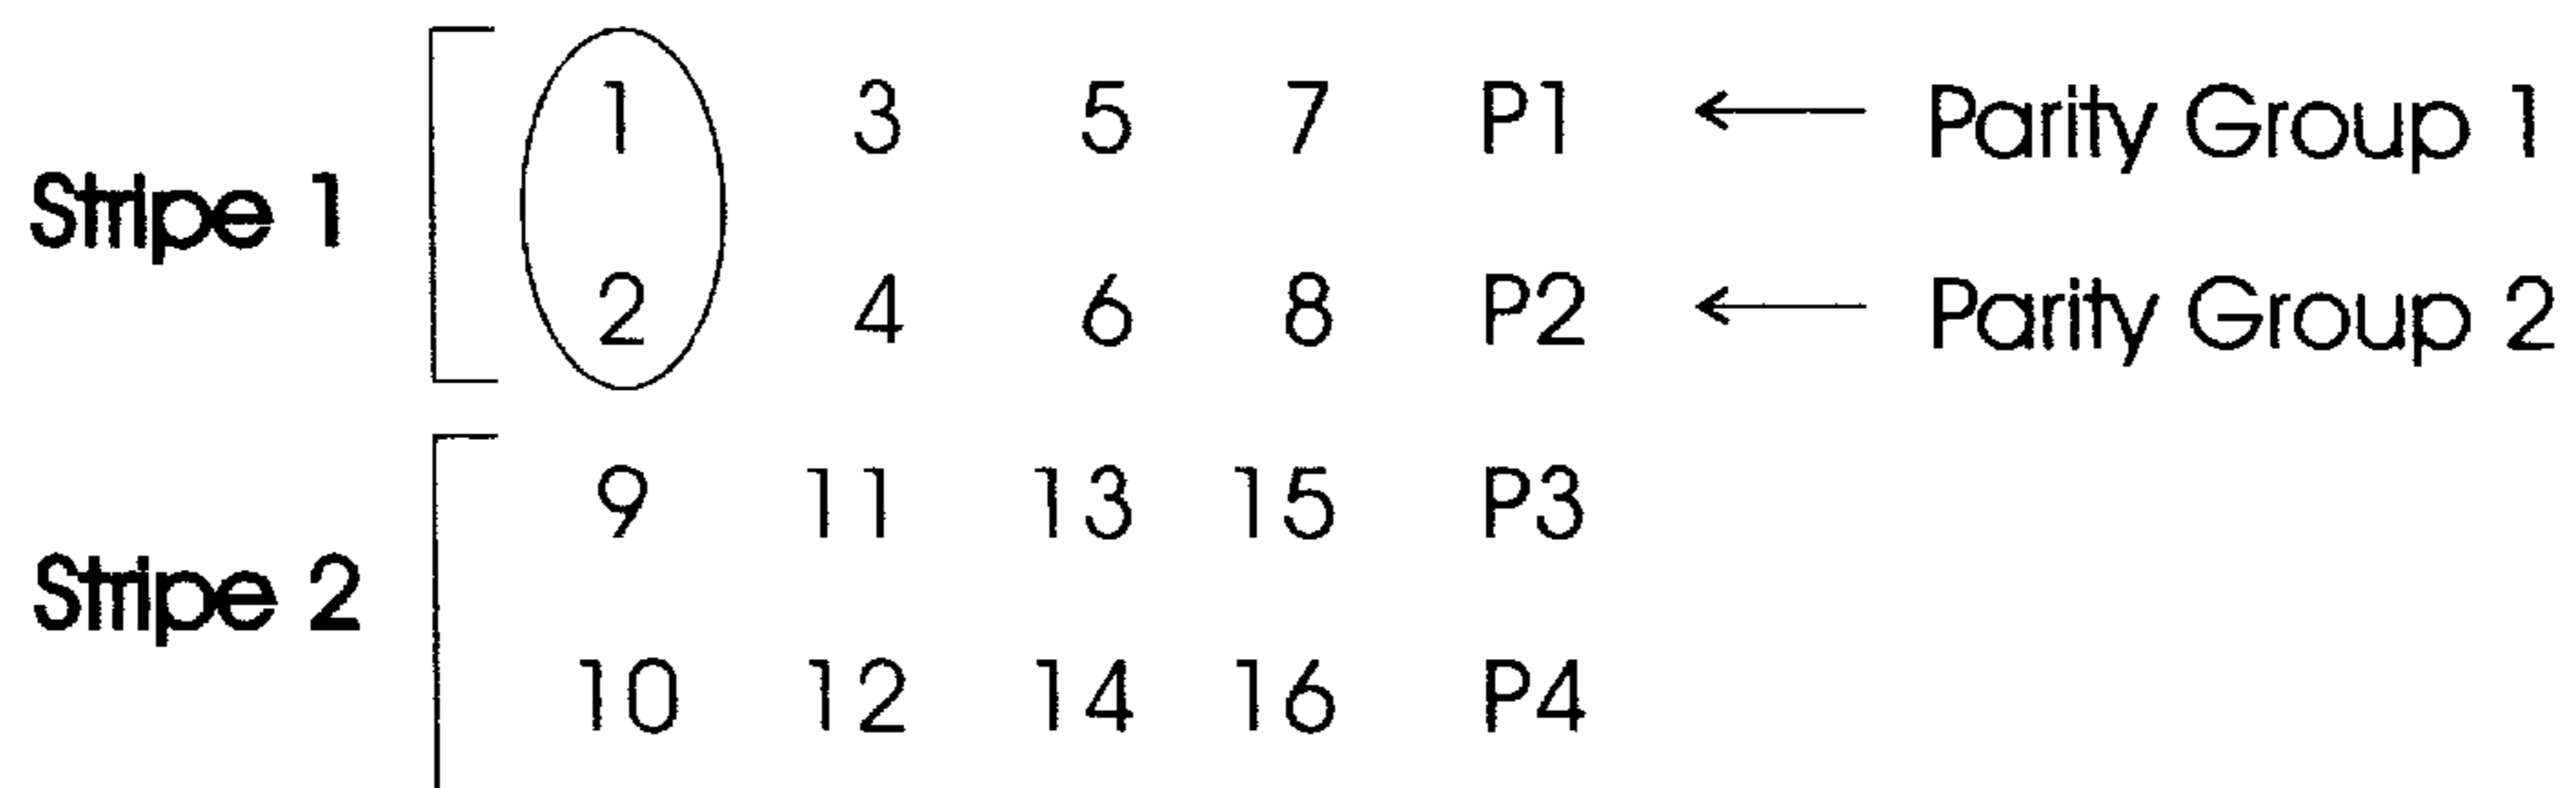 1 3 5 7 P1 ← Parity Group 1
Stripe 1
2 4 6 8 P2 ← Parity Group 2
9 11 13 15 P3
Stripe 2
10 12 14 16 P4